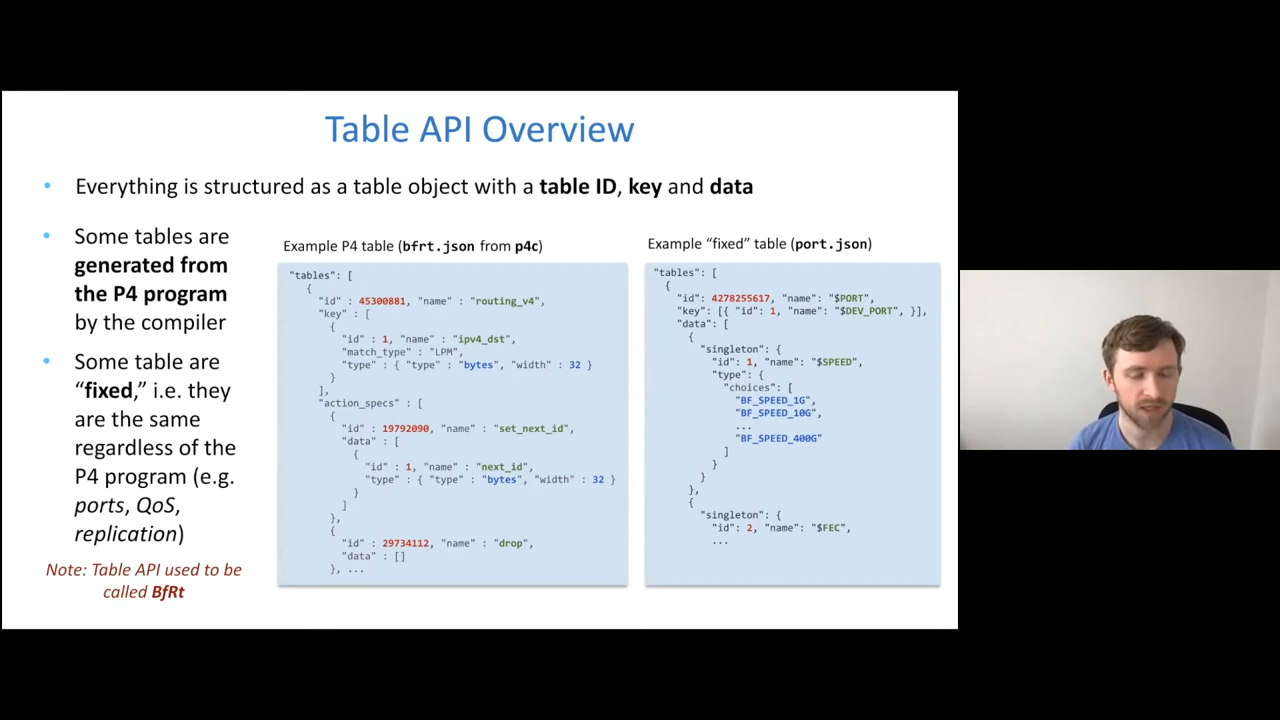 Table API Overview
• Everything is structured as a table object with a table ID, key and data
• Some tables are
generated from
the P4 program
by the compiler
• Some table are
“fixed,” i.e. they
are the same
regardless of the
P4 program (e.g.
ports, QoS,
replication)
Note: Table API used to be
called BfRt
Example P4 table (bfrt.json from p4c)
"tables": [
{
"id" : 45300881, "name" : "routing_v4",
"key" : [
{
"id" : 1, "name" : "ipv4_dst",
"match_type" : "LPM",
"type" : { "type" : "bytes", "width" : 32 }
}
],
"action_specs" : [
{
"id" : 19792090, "name" : "set_next_id",
"data" : [
{
"id" : 1, "name" : "next_id",
"type" : { "type" : "bytes", "width" : 32 }
}
]
},
{
"id" : 29734112, "name" : "drop",
"data" : []
}, ...
Example “fixed” table (port.json)
"tables": [
{
"id": 4278255617, "name": "$PORT",
"key": [{ "id": 1, "name": "$DEV_PORT", }],
"data": [
{
"singleton": {
"id": 1, "name": "$SPEED",
"type": {
"choices": [
"BF_SPEED_1G",
"BF_SPEED_10G",
...
"BF_SPEED_400G"
]
}
}
},
{
"singleton": {
"id": 2, "name": "$FEC",
...